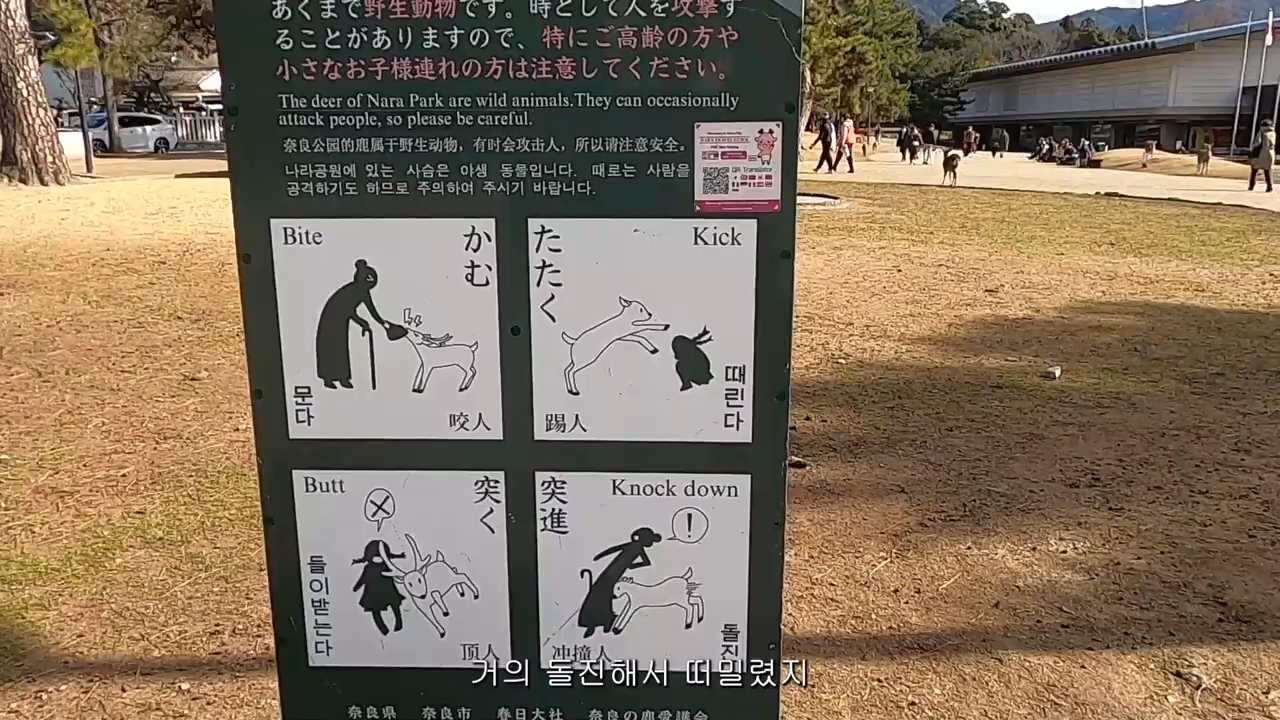 あくまで野生動物です。時として人を攻撃す
ることがありますので、特にご高齢の方や
小さなお子様連れの方は注意してください。
The deer of Nara Park are wild animals.They can occasionally
attack people, so please be careful.
奈良公园的鹿属于野生动物，有时会攻击人，所以请注意安全。
나라공원에 있는 사슴은 야생 동물입니다. 때로는 사람을
공격하기도 하므로 주의하여 주시기 바랍니다.
QR Translator
Bite
かむ
문다
咬人
たたく
Kick
踢人
때린다
Butt
突く
들이받는다
顶人
突進
Knock down
!
冲撞人
돌진
거의 돌진해서 떠밀렸지
奈良県 奈良市 春日大社 奈良の鹿愛護会